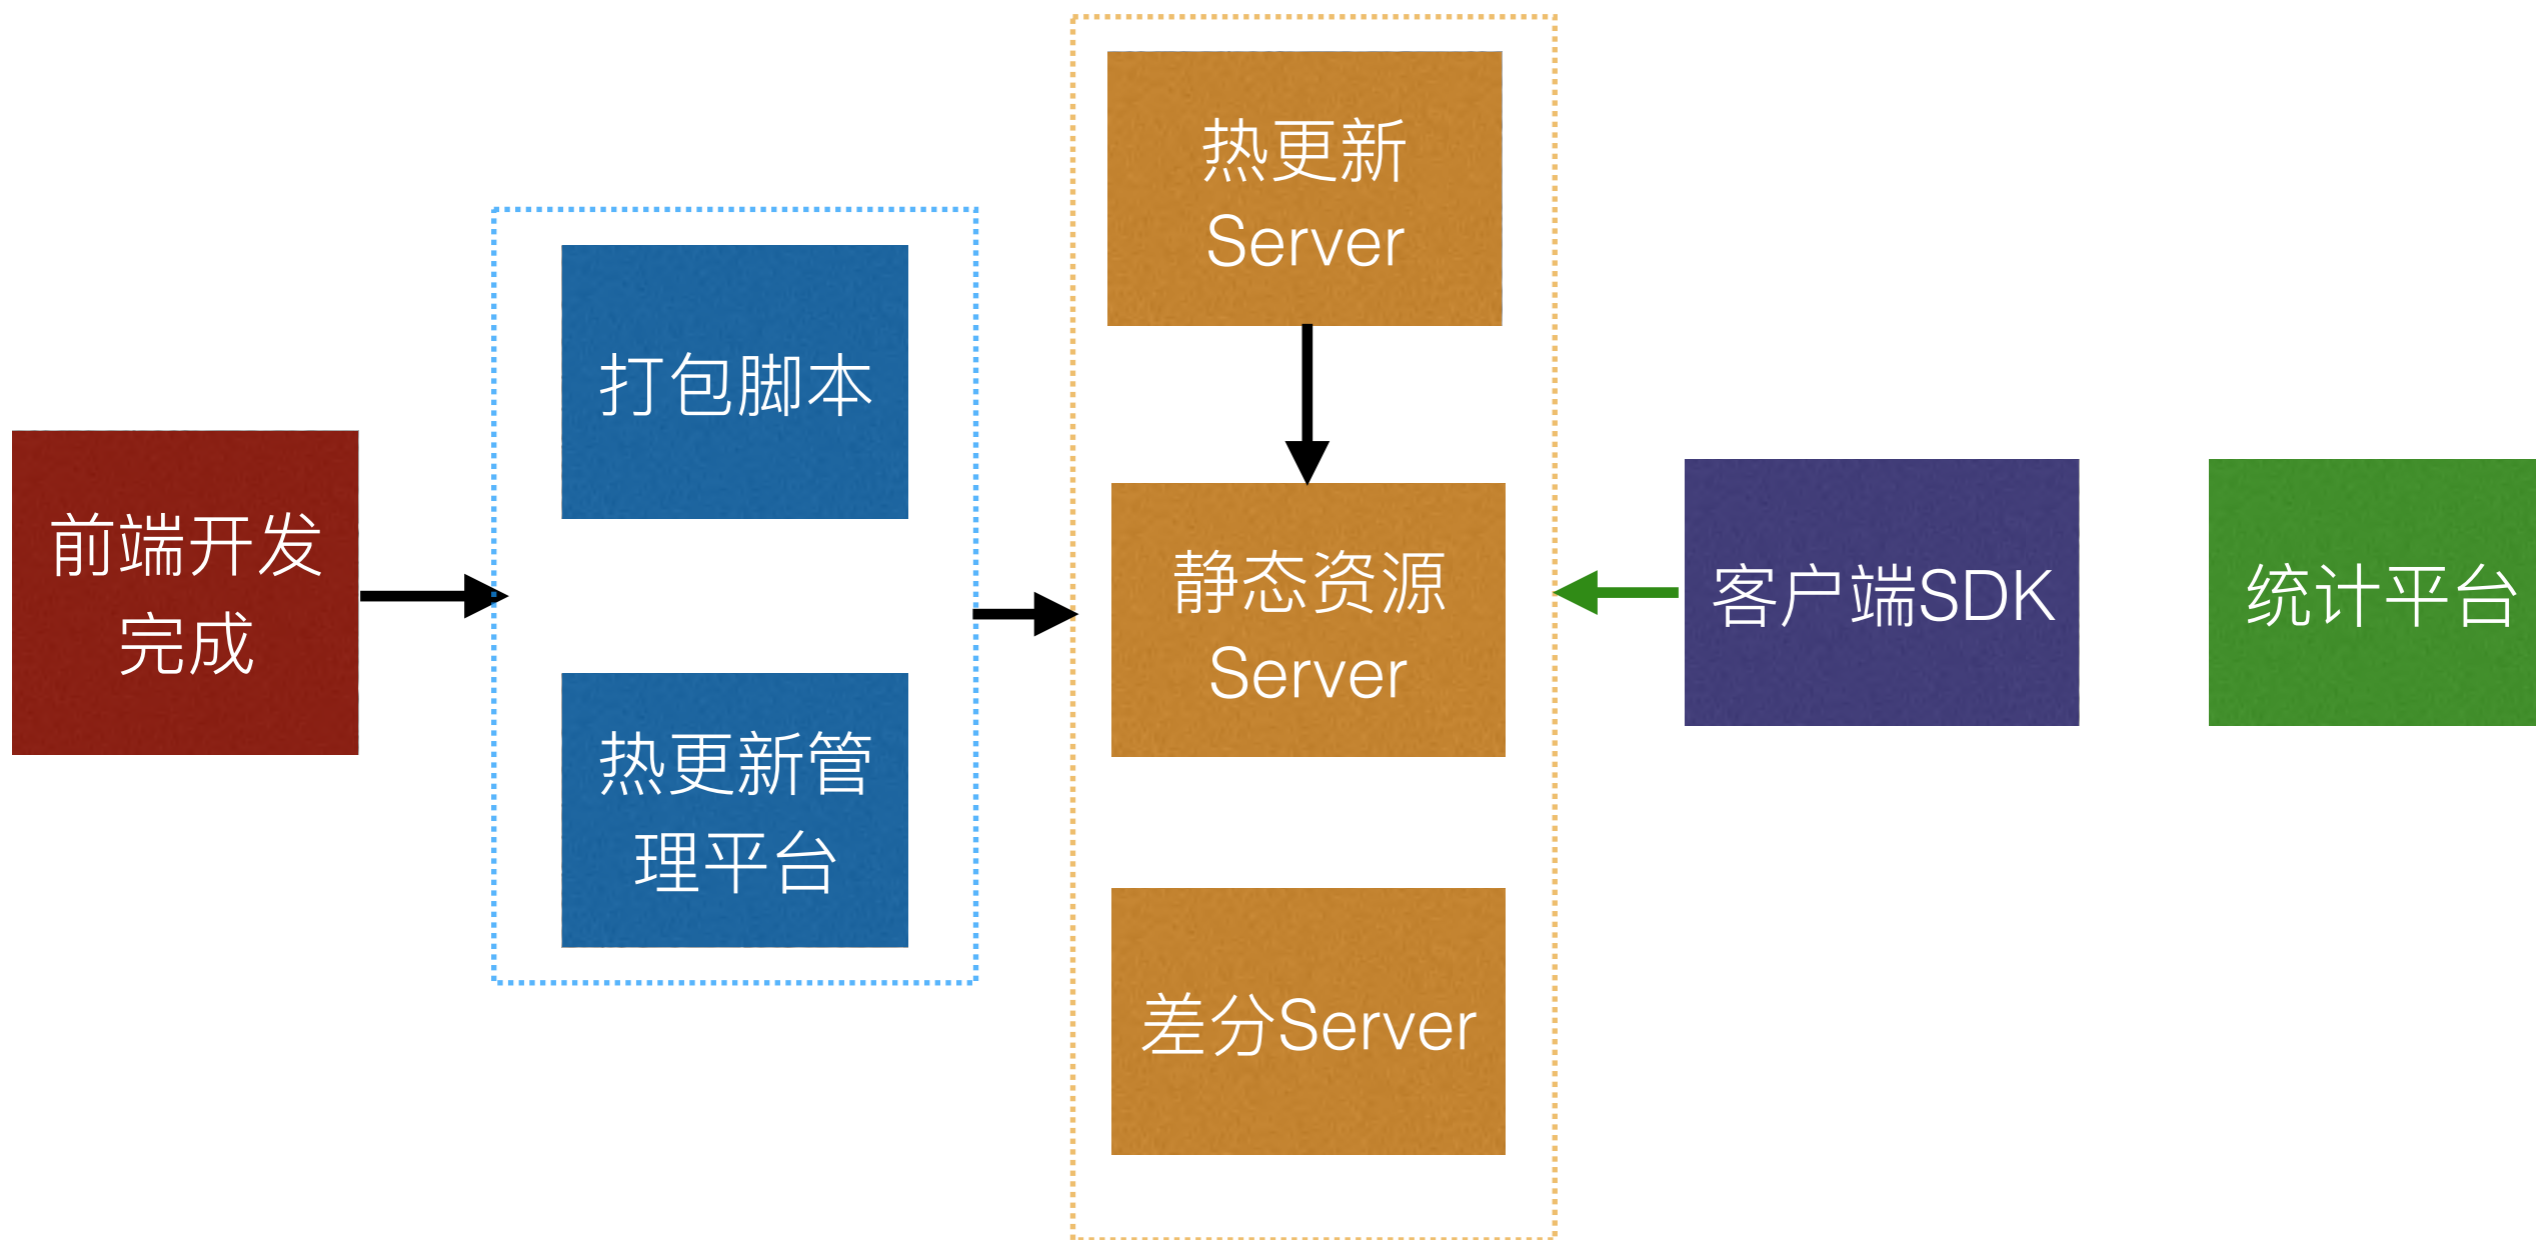 前端开发
完成
打包脚本
热更新管
理平台
热更新
Server
静态资源
Server
差分Server
客户端SDK
统计平台